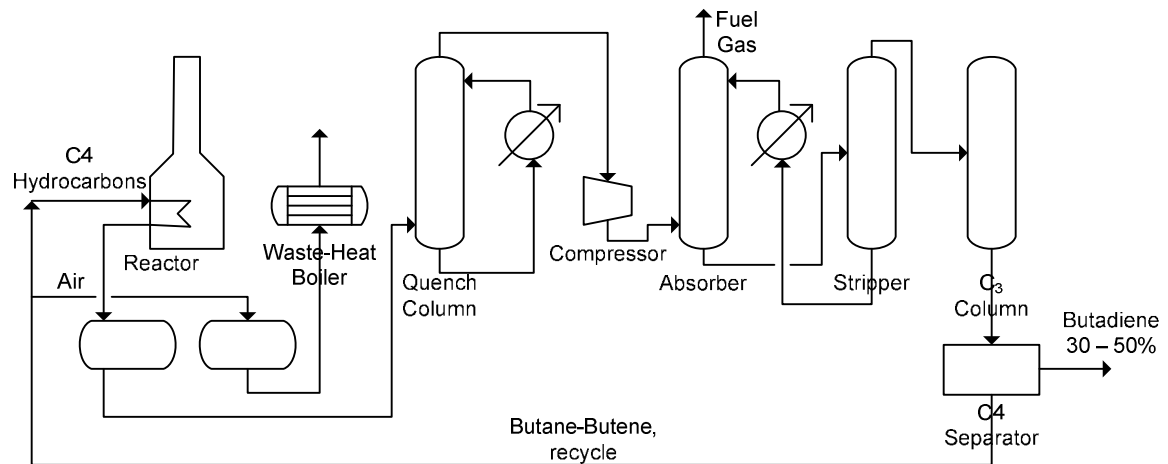 Fuel
Gas
C4
Hydrocarbons
Reactor
Waste-Heat
Boiler
Air
Quench
Column
Compressor
Absorber
Stripper
C₃
Column
Butadiene
30 – 50%
C4
Separator
Butane-Butene,
recycle